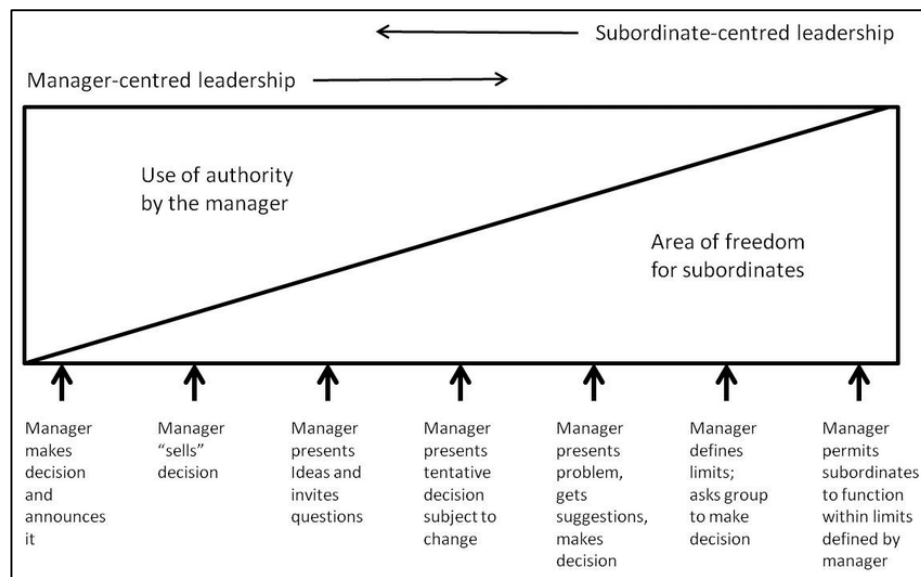 Subordinate-centred leadership
Manager-centred leadership
Use of authority
by the manager
Area of freedom
for subordinates
Manager
makes
decision
and
announces
it
Manager
“sells”
decision
Manager
presents
Ideas and
invites
questions
Manager
presents
tentative
decision
subject to
change
Manager
presents
problem,
gets
suggestions,
makes
decision
Manager
defines
limits;
asks group
to make
decision
Manager
permits
subordinates
to function
within limits
defined by
manager